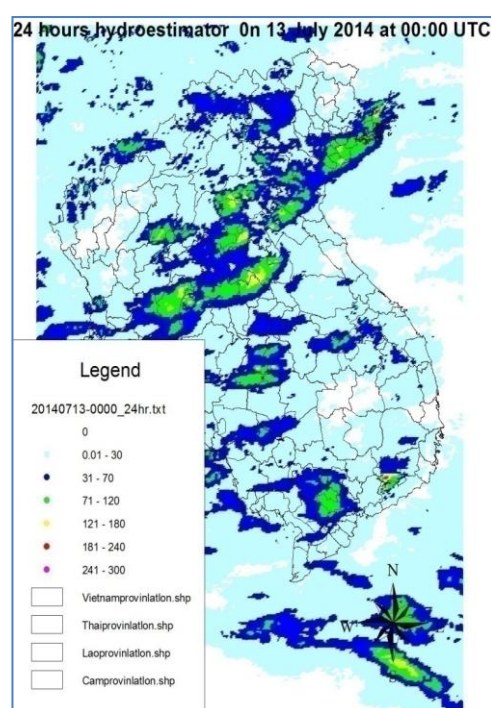 24 hours hydroestimator 0n 13 July 2014 at 00:00 UTC
Legend
20140713-0000_24hr.txt
0
0.01 - 30
31 - 70
71 - 120
121 - 180
181 - 240
241 - 300
Vietnamprovinlatlon.shp
Thaiprovinlatlon.shp
Laoprovinlatlon.shp
Camprovinlatlon.shp
N
W E
S